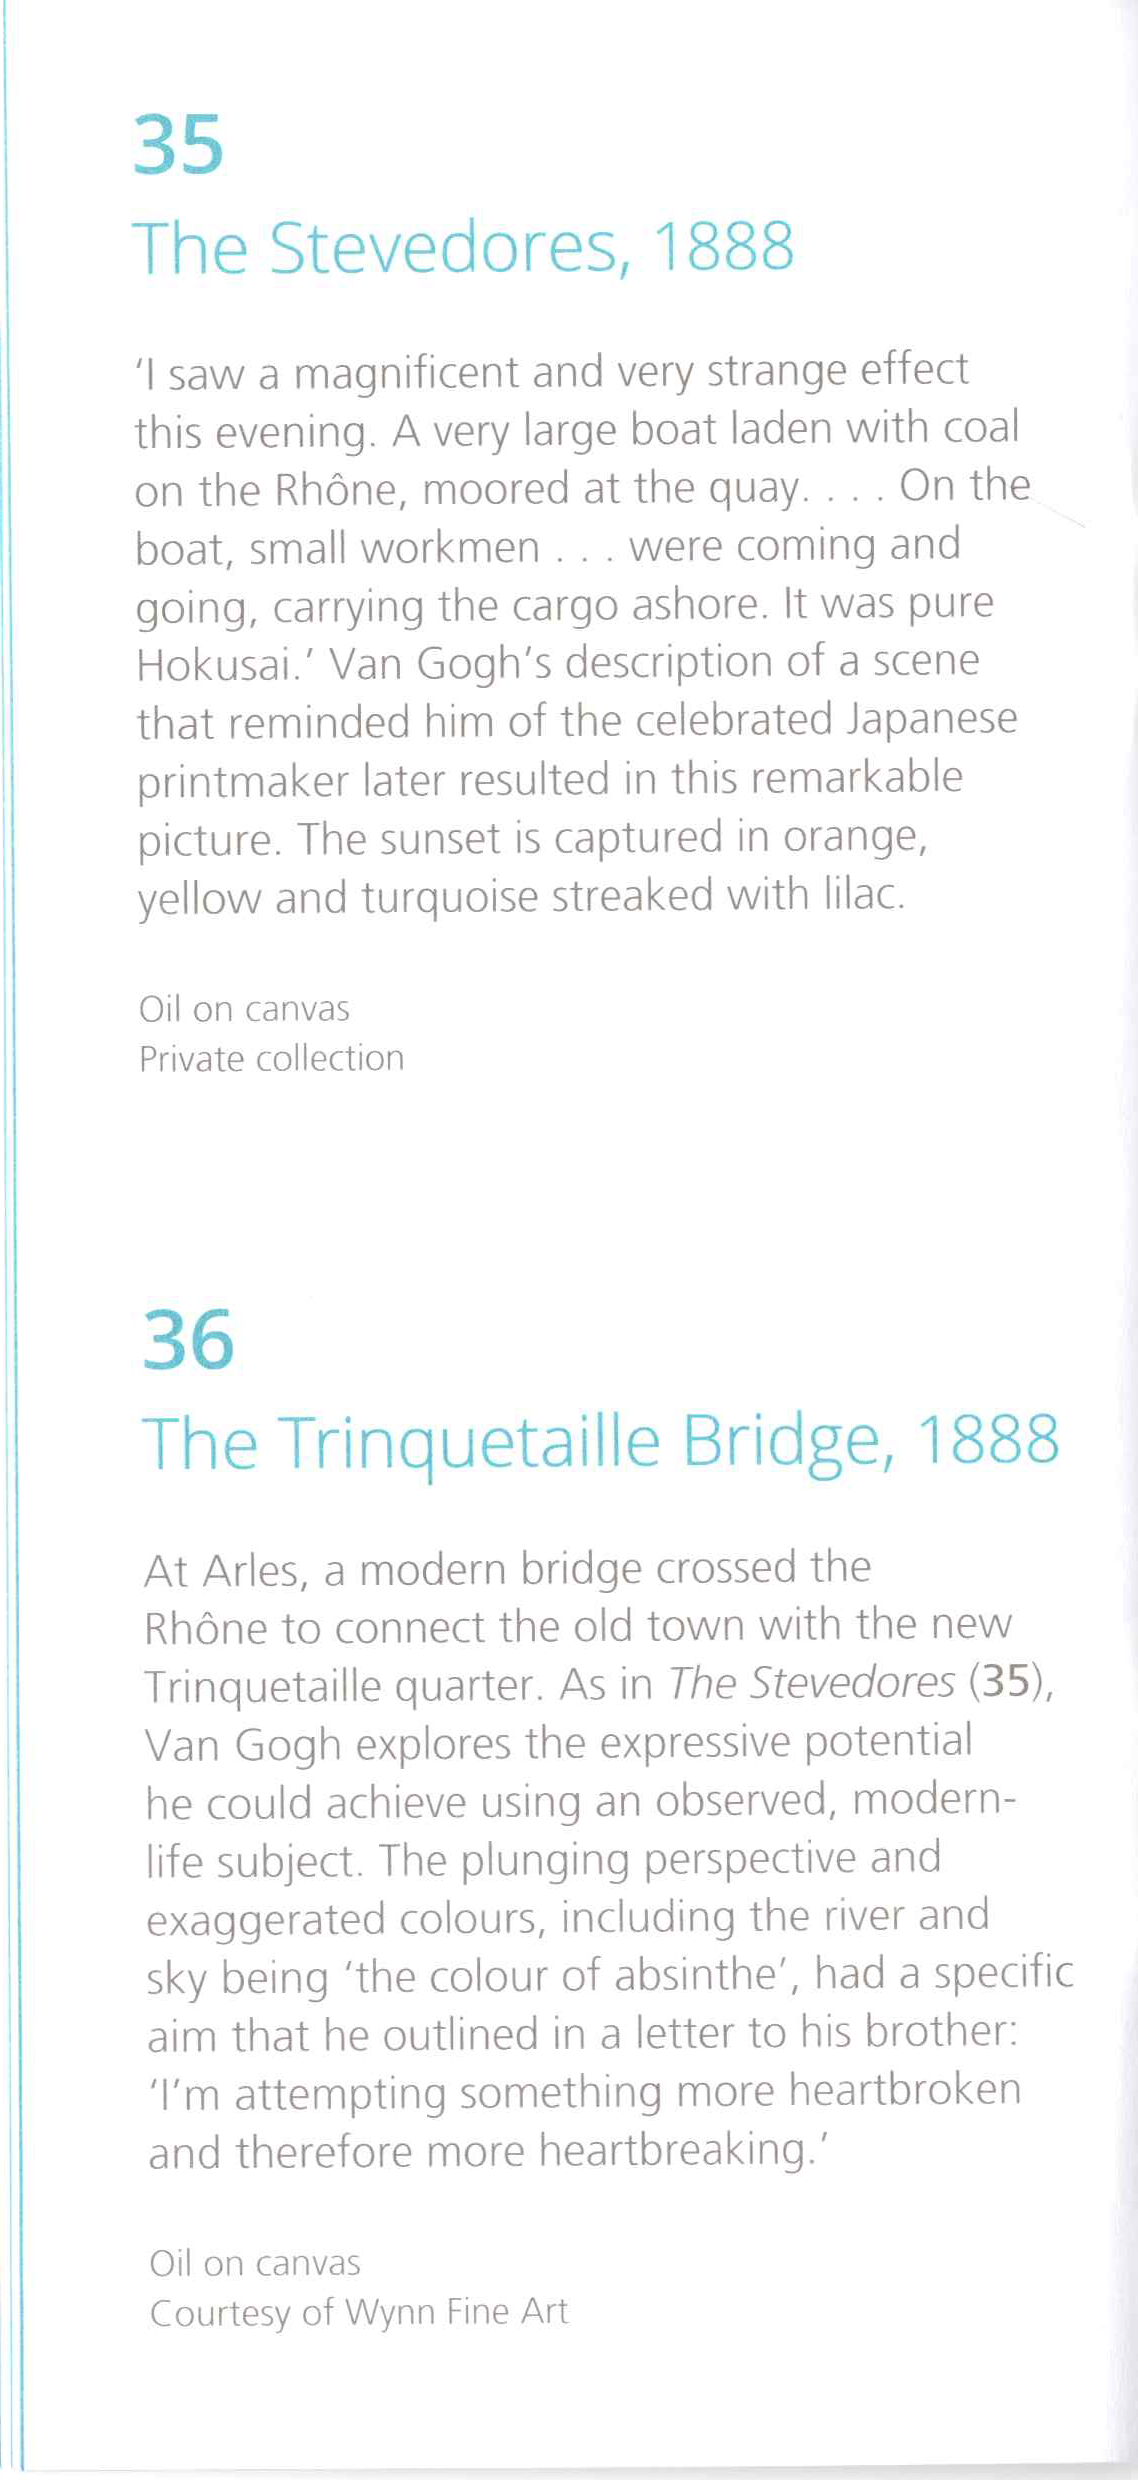 35
The Stevedores, 1888
‘I saw a magnificent and very strange effect
this evening. A very large boat laden with coal
on the Rhône, moored at the quay. . . . On the
boat, small workmen . . . were coming and
going, carrying the cargo ashore. It was pure
Hokusai.’ Van Gogh’s description of a scene
that reminded him of the celebrated Japanese
printmaker later resulted in this remarkable
picture. The sunset is captured in orange,
yellow and turquoise streaked with lilac.
Oil on canvas
Private collection
36
The Trinquetaille Bridge, 1888
At Arles, a modern bridge crossed the
Rhône to connect the old town with the new
Trinquetaille quarter. As in The Stevedores (35),
Van Gogh explores the expressive potential
he could achieve using an observed, modern-
life subject. The plunging perspective and
exaggerated colours, including the river and
sky being ‘the colour of absinthe’, had a specific
aim that he outlined in a letter to his brother:
‘I’m attempting something more heartbroken
and therefore more heartbreaking.’
Oil on canvas
Courtesy of Wynn Fine Art